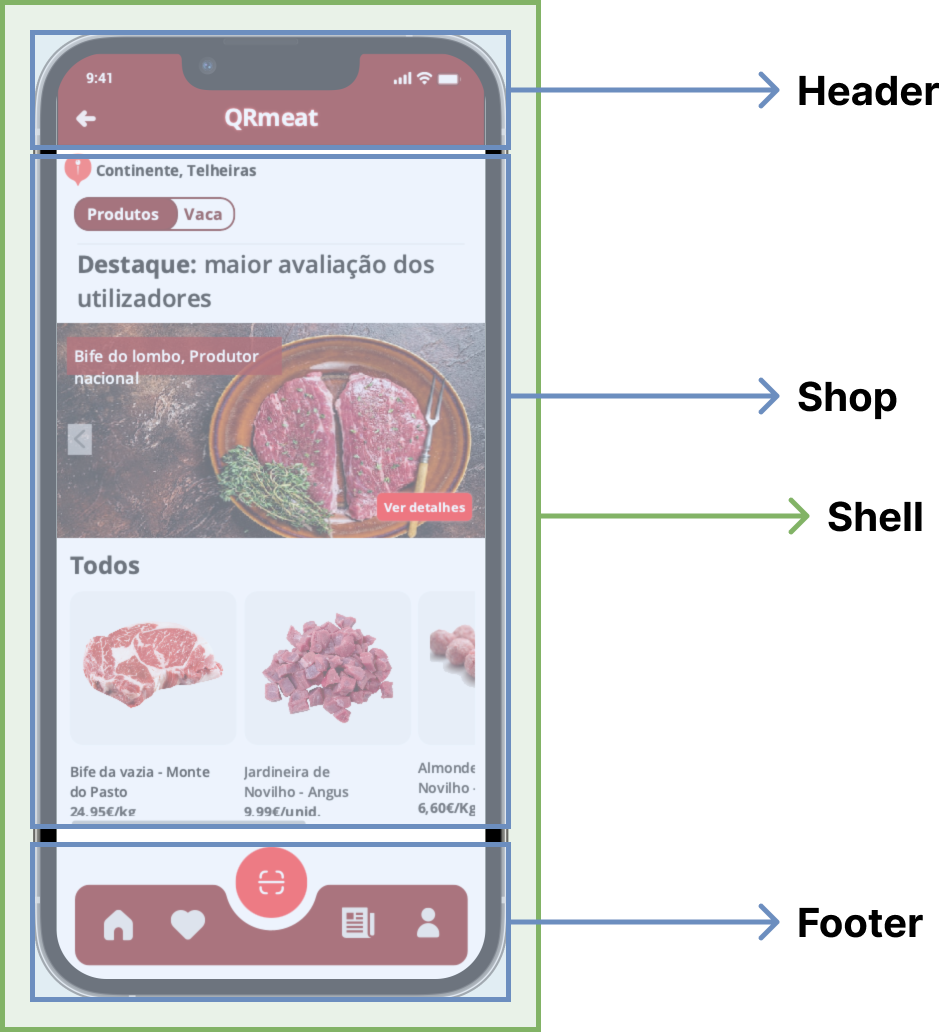 9:41
QRmeat
Header
Continente, Telheiras
Produtos
Vaca
Destaque: maior avaliação dos
utilizadores
Bife do lombo, Produtor
nacional
Ver detalhes
Shop
Shell
Todos
Bife da vazia - Monte
do Pasto
24,95€/kg
Jardineira de
Novilho - Angus
9,99€/unid.
Almonde
Novilho -
6,60€/Kg
Footer